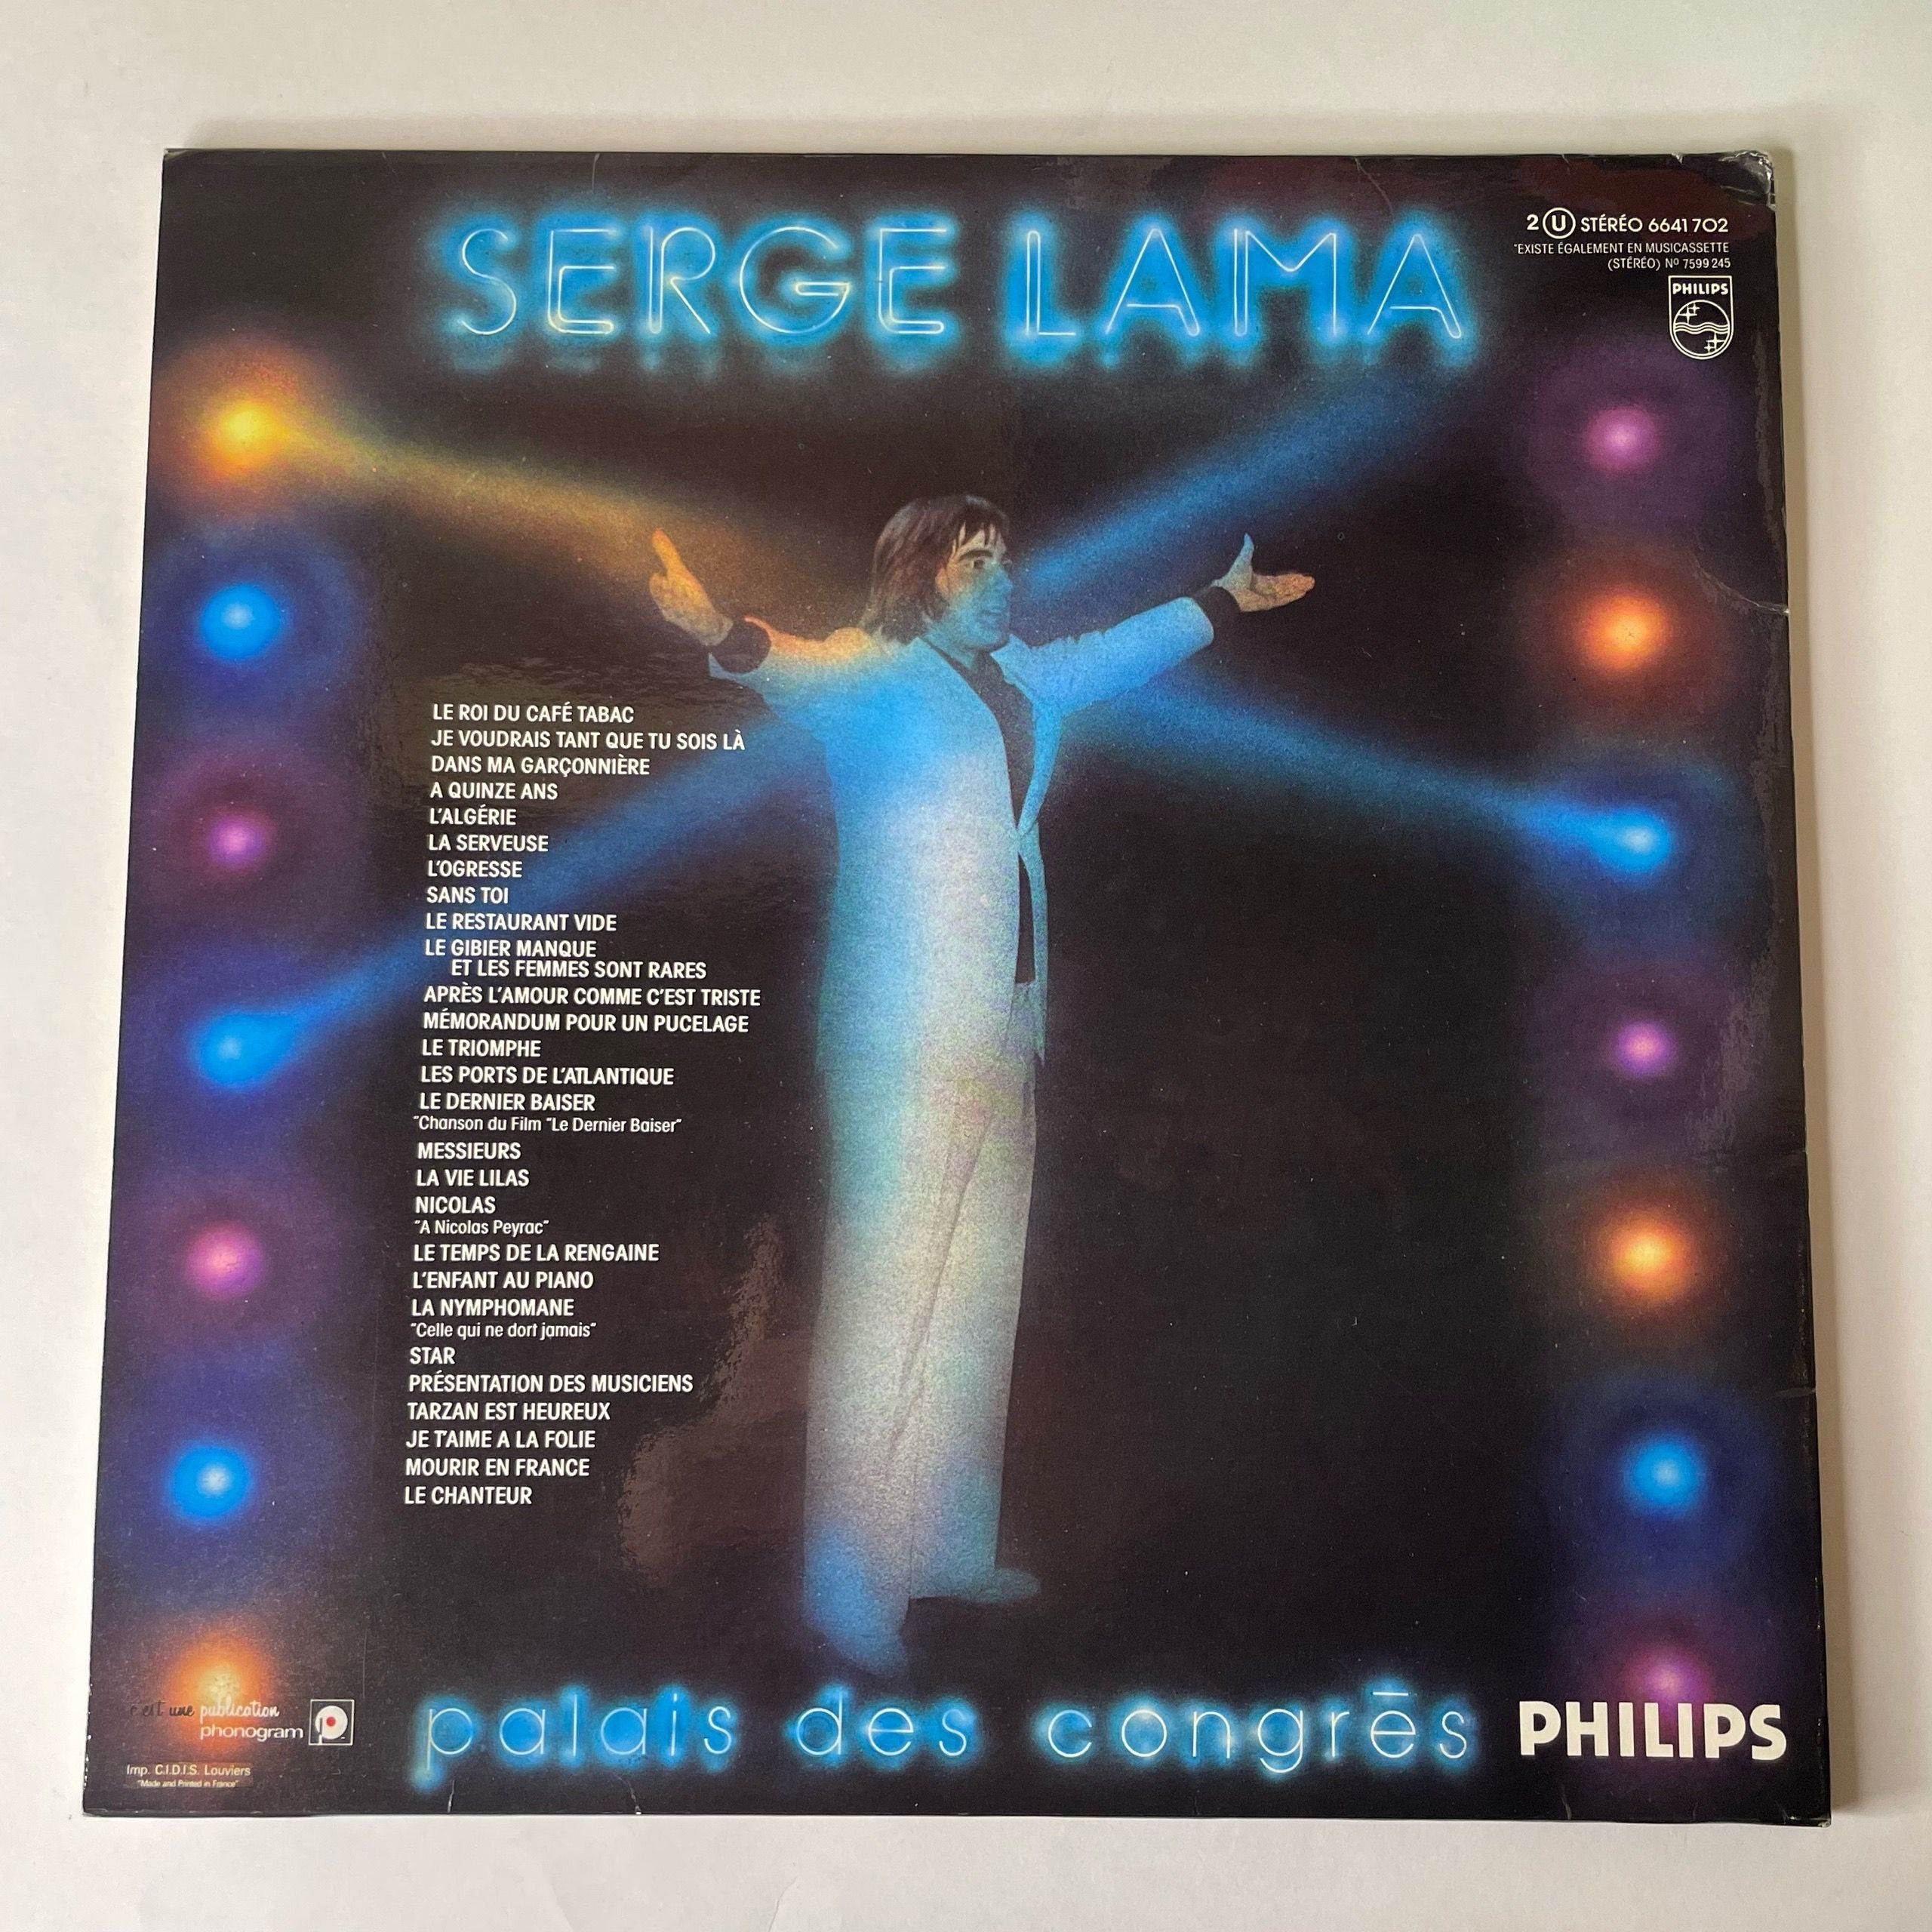 SERGE LAMA
2 U STÉRÉO 6641 702
"EXISTE ÉGALEMENT EN MUSICASSETTE
(STÉRÉO) Nº 7599 245
PHILIPS
LE ROI DU CAFÉ TABAC
JE VOUDRAIS TANT QUE TU SOIS LÀ
DANS MA GARÇONNIÈRE
A QUINZE ANS
L'ALGÉRIE
LA SERVEUSE
L'OGRESSE
SANS TOI
LE RESTAURANT VIDE
LE GIBIER MANQUE
ET LES FEMMES SONT RARES
APRÈS L'AMOUR COMME C'EST TRISTE
MÉMORANDUM POUR UN PUCELAGE
LE TRIOMPHE
LES PORTS DE L'ATLANTIQUE
LE DERNIER BAISER
"Chanson du Film "Le Dernier Baiser"
MESSIEURS
LA VIE LILAS
NICOLAS
"A Nicolas Peyrac"
LE TEMPS DE LA RENGAINE
L'ENFANT AU PIANO
LA NYMPHOMANE
"Celle qui ne dort jamais"
STAR
PRÉSENTATION DES MUSICIENS
TARZAN EST HEUREUX
JE T'AIME A LA FOLIE
MOURIR EN FRANCE
LE CHANTEUR
c'est une publication
phonogram p
Imp. C.I.D.I.S. Louviers
"Made and Printed in France"
palais des congrès
PHILIPS